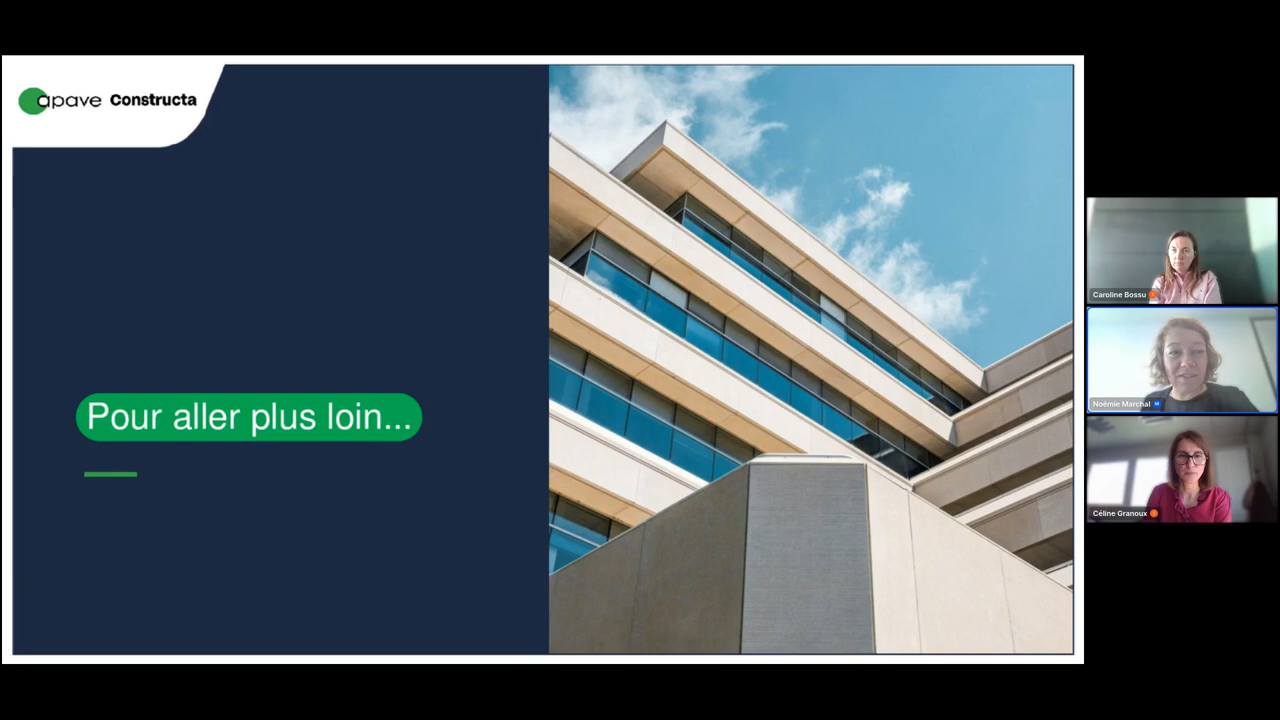 apave Constructa
Pour aller plus loin...
Caroline Bossu
Noémie Marchal M
Céline Granoux